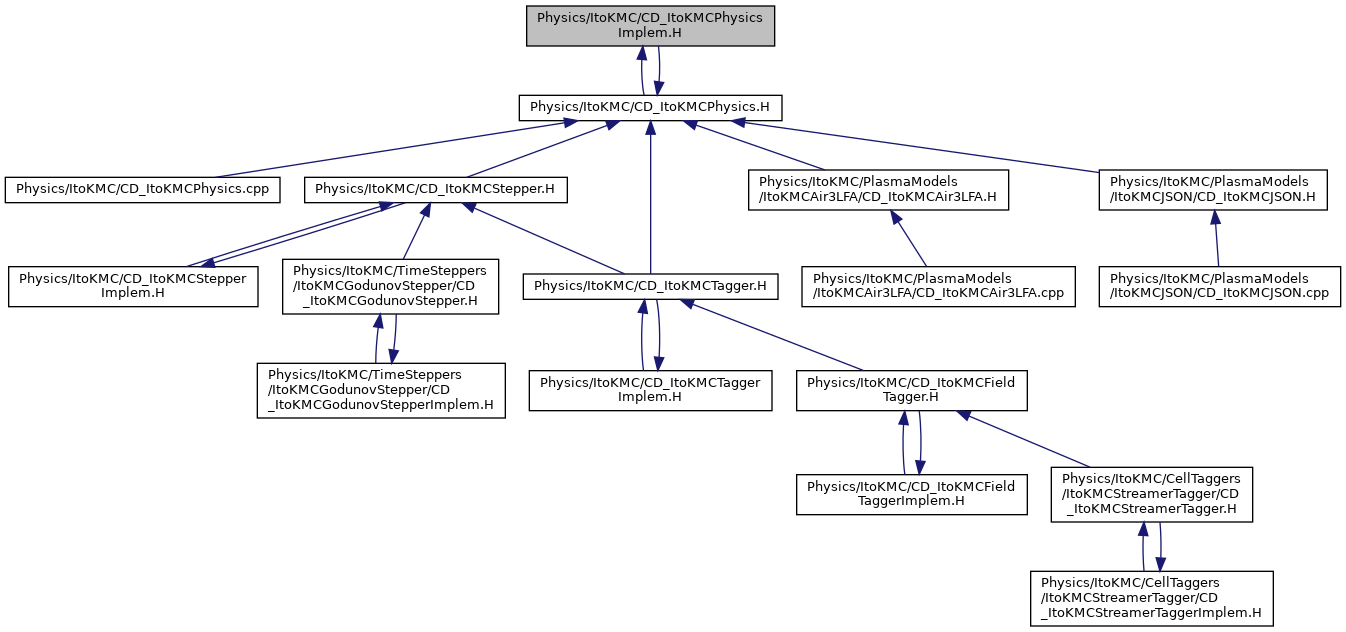 Physics/ItoKMC/CD_ItoKMCPhysics
Implem.H
Physics/ItoKMC/CD_ItoKMCPhysics.H
Physics/ItoKMC/CD_ItoKMCPhysics.cpp
Physics/ItoKMC/CD_ItoKMCStepper.H
Physics/ItoKMC/PlasmaModels
/ItoKMCAir3LFA/CD_ItoKMCAir3LFA.H
Physics/ItoKMC/PlasmaModels
/ItoKMCJSON/CD_ItoKMCJSON.H
Physics/ItoKMC/CD_ItoKMCStepper
Implem.H
Physics/ItoKMC/TimeSteppers
/ItoKMCGodunovStepper/CD
_ItoKMCGodunovStepper.H
Physics/ItoKMC/CD_ItoKMCTagger.H
Physics/ItoKMC/PlasmaModels
/ItoKMCAir3LFA/CD_ItoKMCAir3LFA.cpp
Physics/ItoKMC/PlasmaModels
/ItoKMCJSON/CD_ItoKMCJSON.cpp
Physics/ItoKMC/TimeSteppers
/ItoKMCGodunovStepper/CD
_ItoKMCGodunovStepperImplem.H
Physics/ItoKMC/CD_ItoKMCTagger
Implem.H
Physics/ItoKMC/CD_ItoKMCField
Tagger.H
Physics/ItoKMC/CD_ItoKMCField
TaggerImplem.H
Physics/ItoKMC/CellTaggers
/ItoKMCStreamerTagger/CD
_ItoKMCStreamerTagger.H
Physics/ItoKMC/CellTaggers
/ItoKMCStreamerTagger/CD
_ItoKMCStreamerTaggerImplem.H